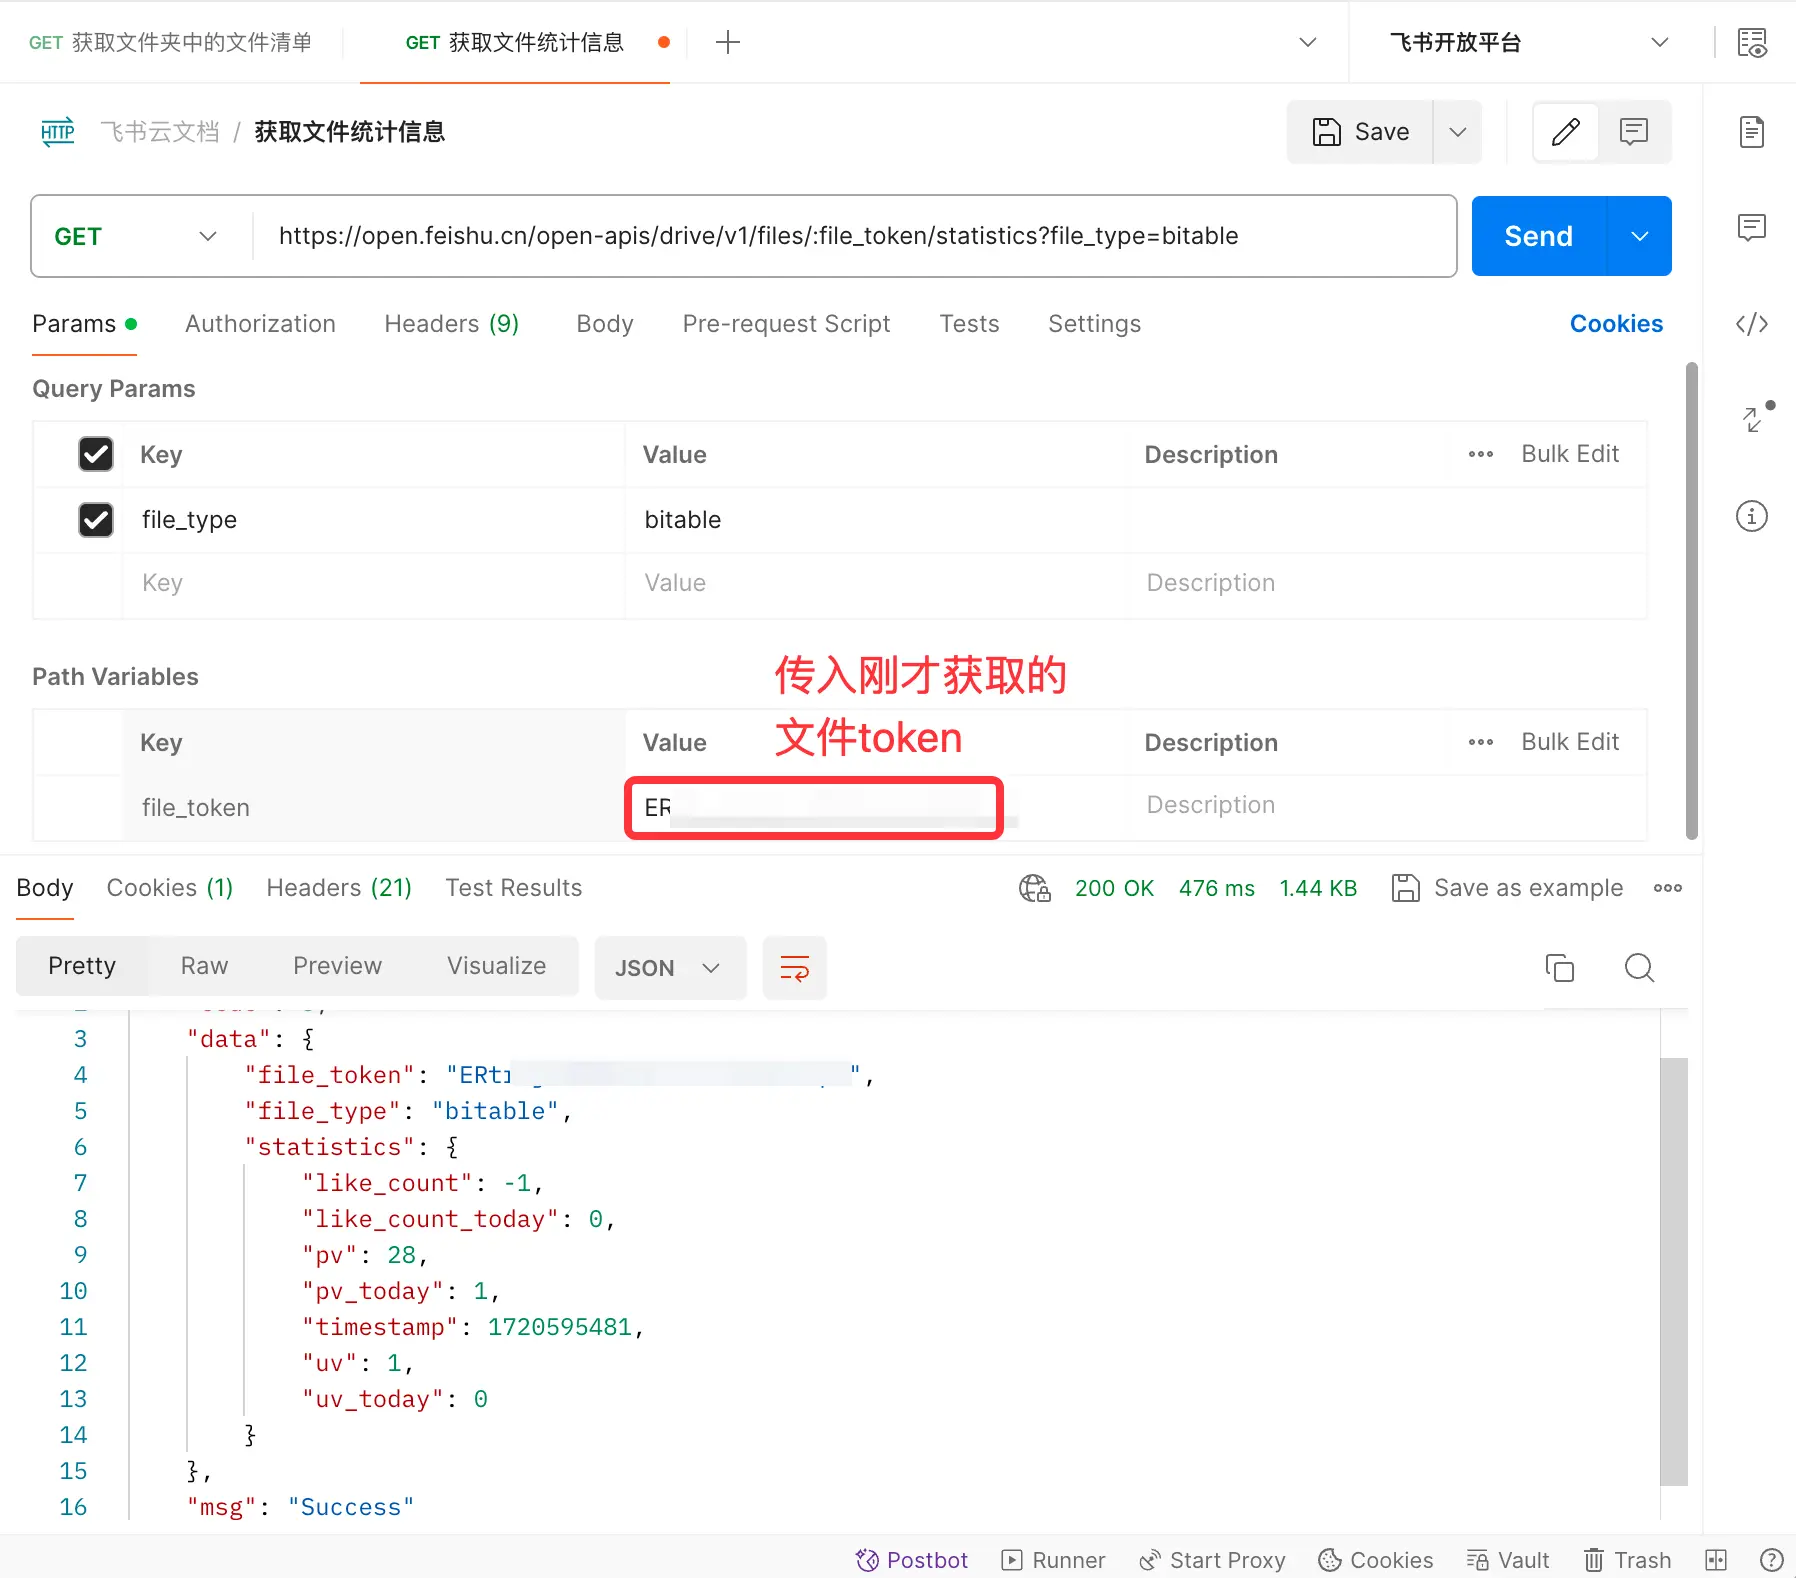 GET 获取文件夹中的文件清单
GET 获取文件统计信息
飞书开放平台
HTTP 飞书云文档 / 获取文件统计信息
Save
GET https://open.feishu.cn/open-apis/drive/v1/files/:file_token/statistics?file_type=bitable
Send
Params Authorization Headers (9) Body Pre-request Script Tests Settings Cookies
Query Params
Key Value Description Bulk Edit
file_type bitable
Key Value Description
Path Variables
传入刚才获取的
文件token
Key Value Description Bulk Edit
file_token ER Description
Body Cookies (1) Headers (21) Test Results 200 OK 476 ms 1.44 KB Save as example
Pretty Raw Preview Visualize JSON
3 "data": {
4 "file_token": "ERt ",
5 "file_type": "bitable",
6 "statistics": {
7 "like_count": -1,
8 "like_count_today": 0,
9 "pv": 28,
10 "pv_today": 1,
11 "timestamp": 1720595481,
12 "uv": 1,
13 "uv_today": 0
14 }
15 },
16 "msg": "Success"
Postbot Runner Start Proxy Cookies Vault Trash